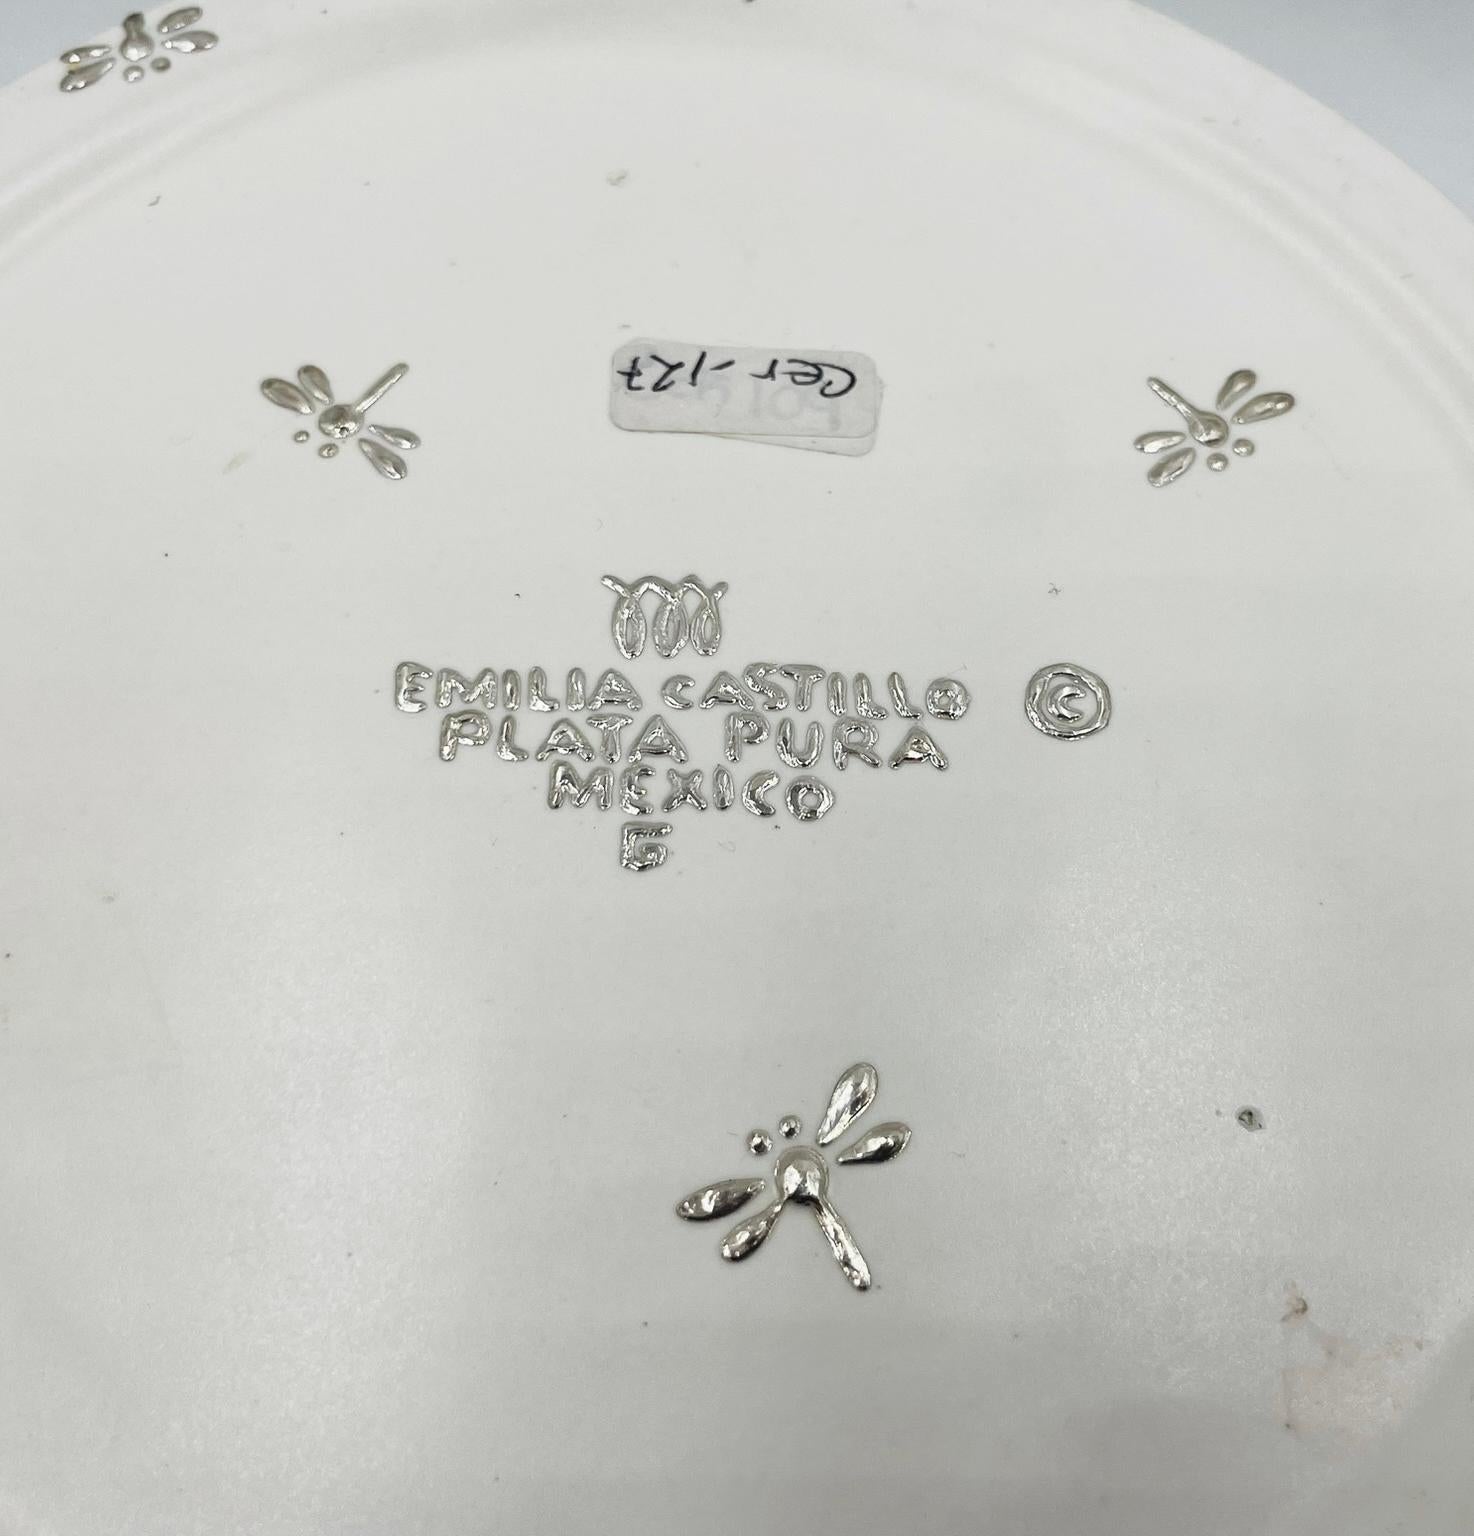 Cer-127
EMILIA CASTILLO ©
PLATA PURA
MEXICO
G